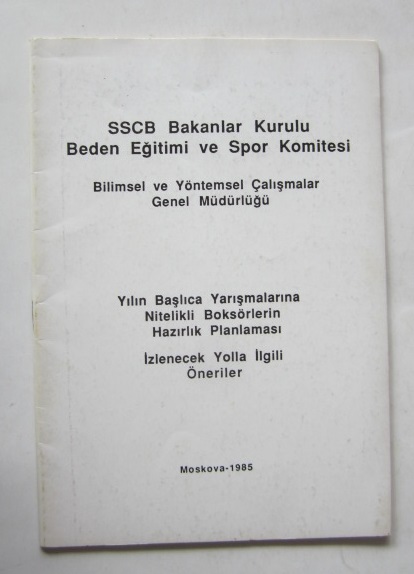 SSCB Bakanlar Kurulu
Beden Eğitimi ve Spor Komitesi
Bilimsel ve Yöntemsel Çalışmalar
Genel Müdürlüğü
Yılın Başlıca Yarışmalarına
Nitelikli Boksörlerin
Hazırlık Planlaması
İzlenecek Yolla İlgili
Öneriler
Moskova-1985